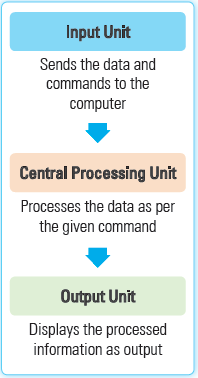 Input Unit
Sends the data and
commands to the
computer
Central Processing Unit
Processes the data as per
the given command
Output Unit
Displays the processed
information as output